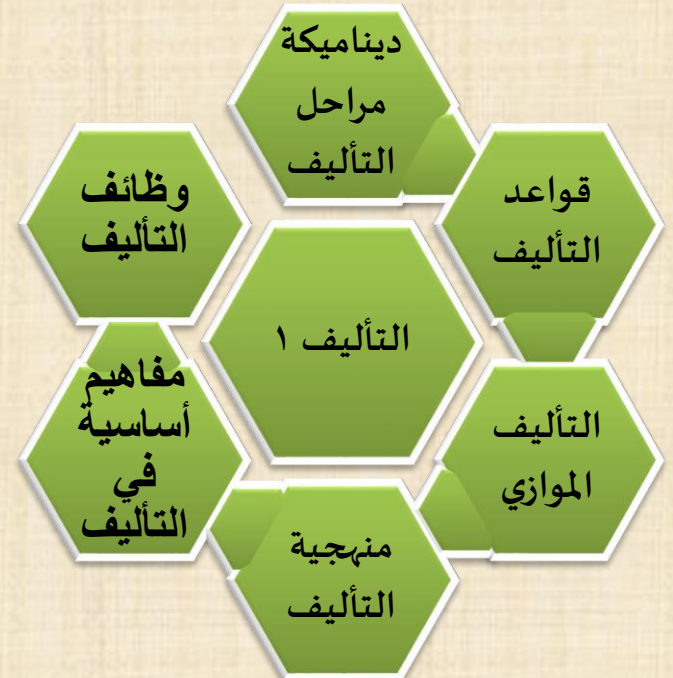 ديناميكة
مراحل
التأليف
قواعد
التأليف
التأليف
الموازي
منهجية
التأليف
مفاهيم
أساسية
في
التأليف
وظائف
التأليف
التأليف ١